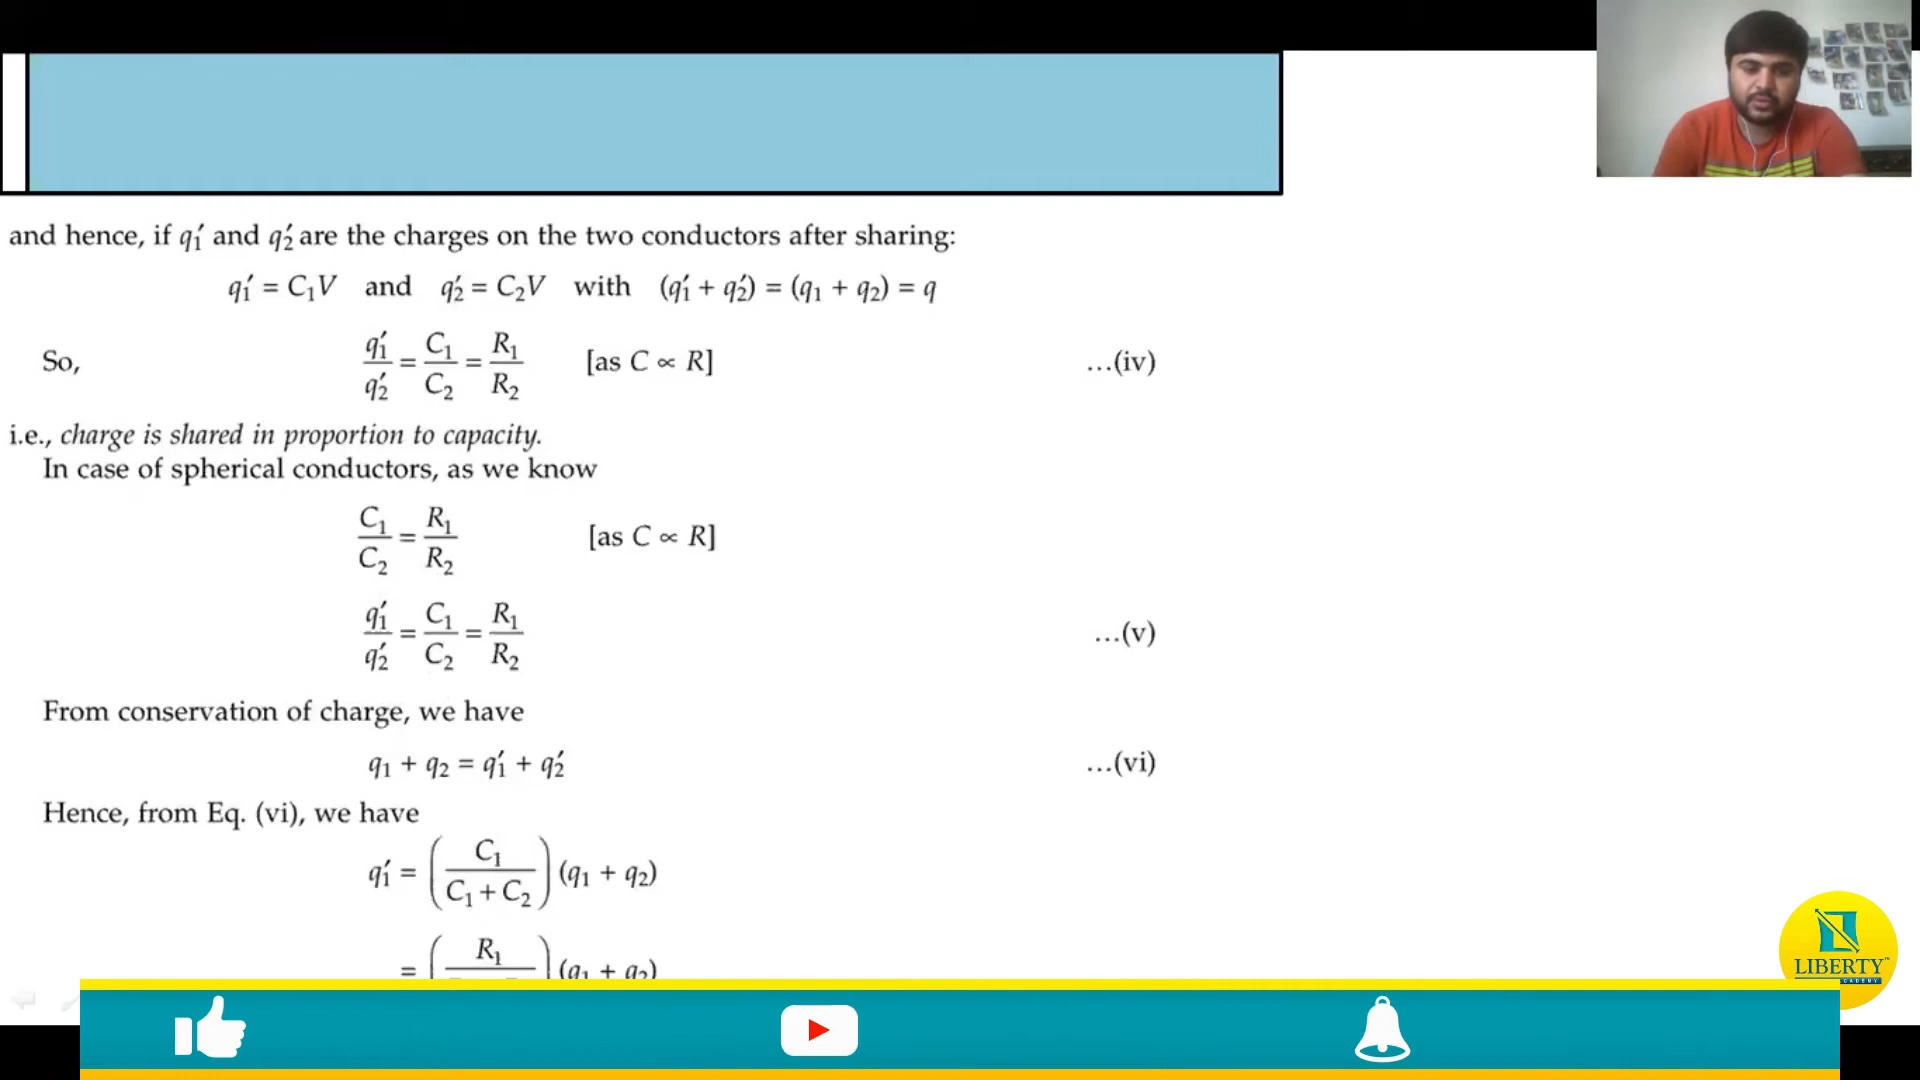 and hence, if q₁′ and q₂′ are the charges on the two conductors after sharing:
q₁′ = C₁V and q₂′ = C₂V with (q₁′ + q₂′) = (q₁ + q₂) = q
So, q₁′/q₂′ = C₁/C₂ = R₁/R₂ [as C ∝ R] ...(iv)
i.e., charge is shared in proportion to capacity.
In case of spherical conductors, as we know
C₁/C₂ = R₁/R₂ [as C ∝ R]
q₁′/q₂′ = C₁/C₂ = R₁/R₂ ...(v)
From conservation of charge, we have
q₁ + q₂ = q₁′ + q₂′ ...(vi)
Hence, from Eq. (vi), we have
q₁′ = (C₁/(C₁ + C₂)) (q₁ + q₂)
= (R₁ (q₁ + q₂)
LIBERTY™